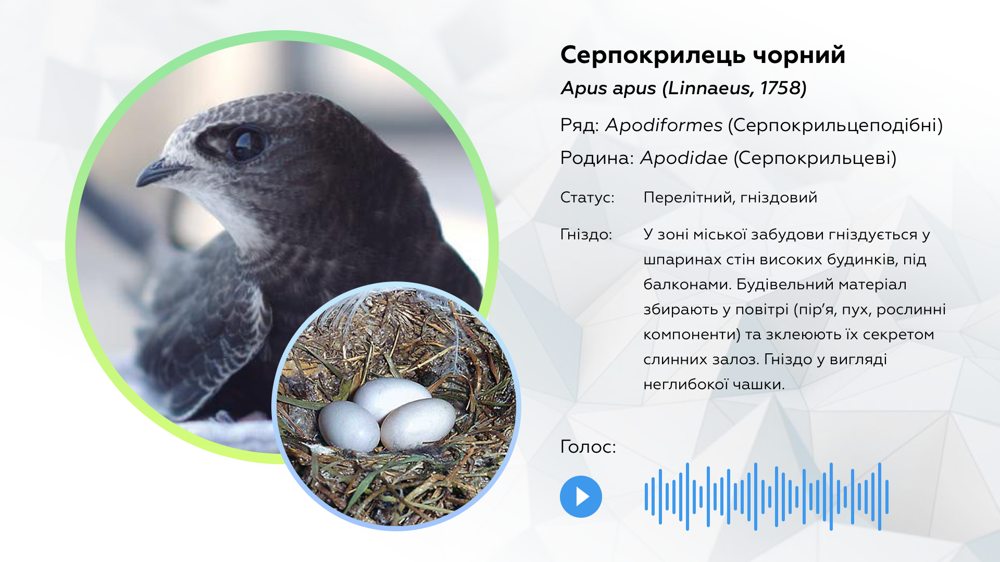 Серпокрилець чорний
Apus apus (Linnaeus, 1758)
Ряд: Apodiformes (Серпокрильцеподібні)
Родина: Apodidae (Серпокрильцеві)
Статус: Перелітний, гніздовий
Гніздо: У зоні міської забудови гніздується у
шпаринах стін високих будинків, під
балконами. Будівельний матеріал
збирають у повітрі (пір’я, пух, рослинні
компоненти) та зклеюють їх секретом
слинних залоз. Гніздо у вигляді
неглибокої чашки.
Голос: